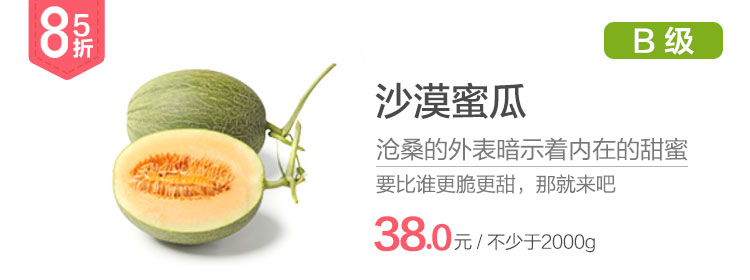 85折
B 级
沙漠蜜瓜
沧桑的外表暗示着内在的甜蜜
要比谁更脆更甜，那就来吧
38.0元 / 不少于2000g